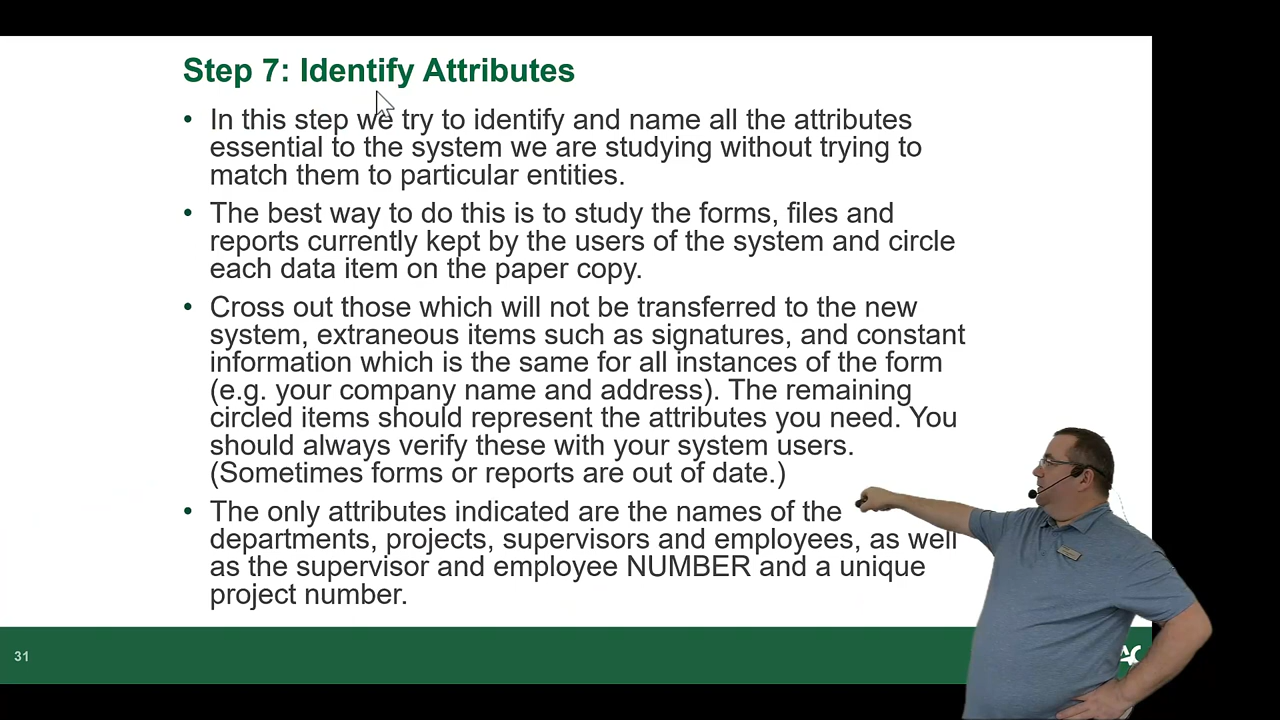 Step 7: Identify Attributes
• In this step we try to identify and name all the attributes
essential to the system we are studying without trying to
match them to particular entities.
• The best way to do this is to study the forms, files and
reports currently kept by the users of the system and circle
each data item on the paper copy.
• Cross out those which will not be transferred to the new
system, extraneous items such as signatures, and constant
information which is the same for all instances of the form
(e.g. your company name and address). The remaining
circled items should represent the attributes you need. You
should always verify these with your system users.
(Sometimes forms or reports are out of date.)
• The only attributes indicated are the names of the
departments, projects, supervisors and employees, as well
as the supervisor and employee NUMBER and a unique
project number.
31